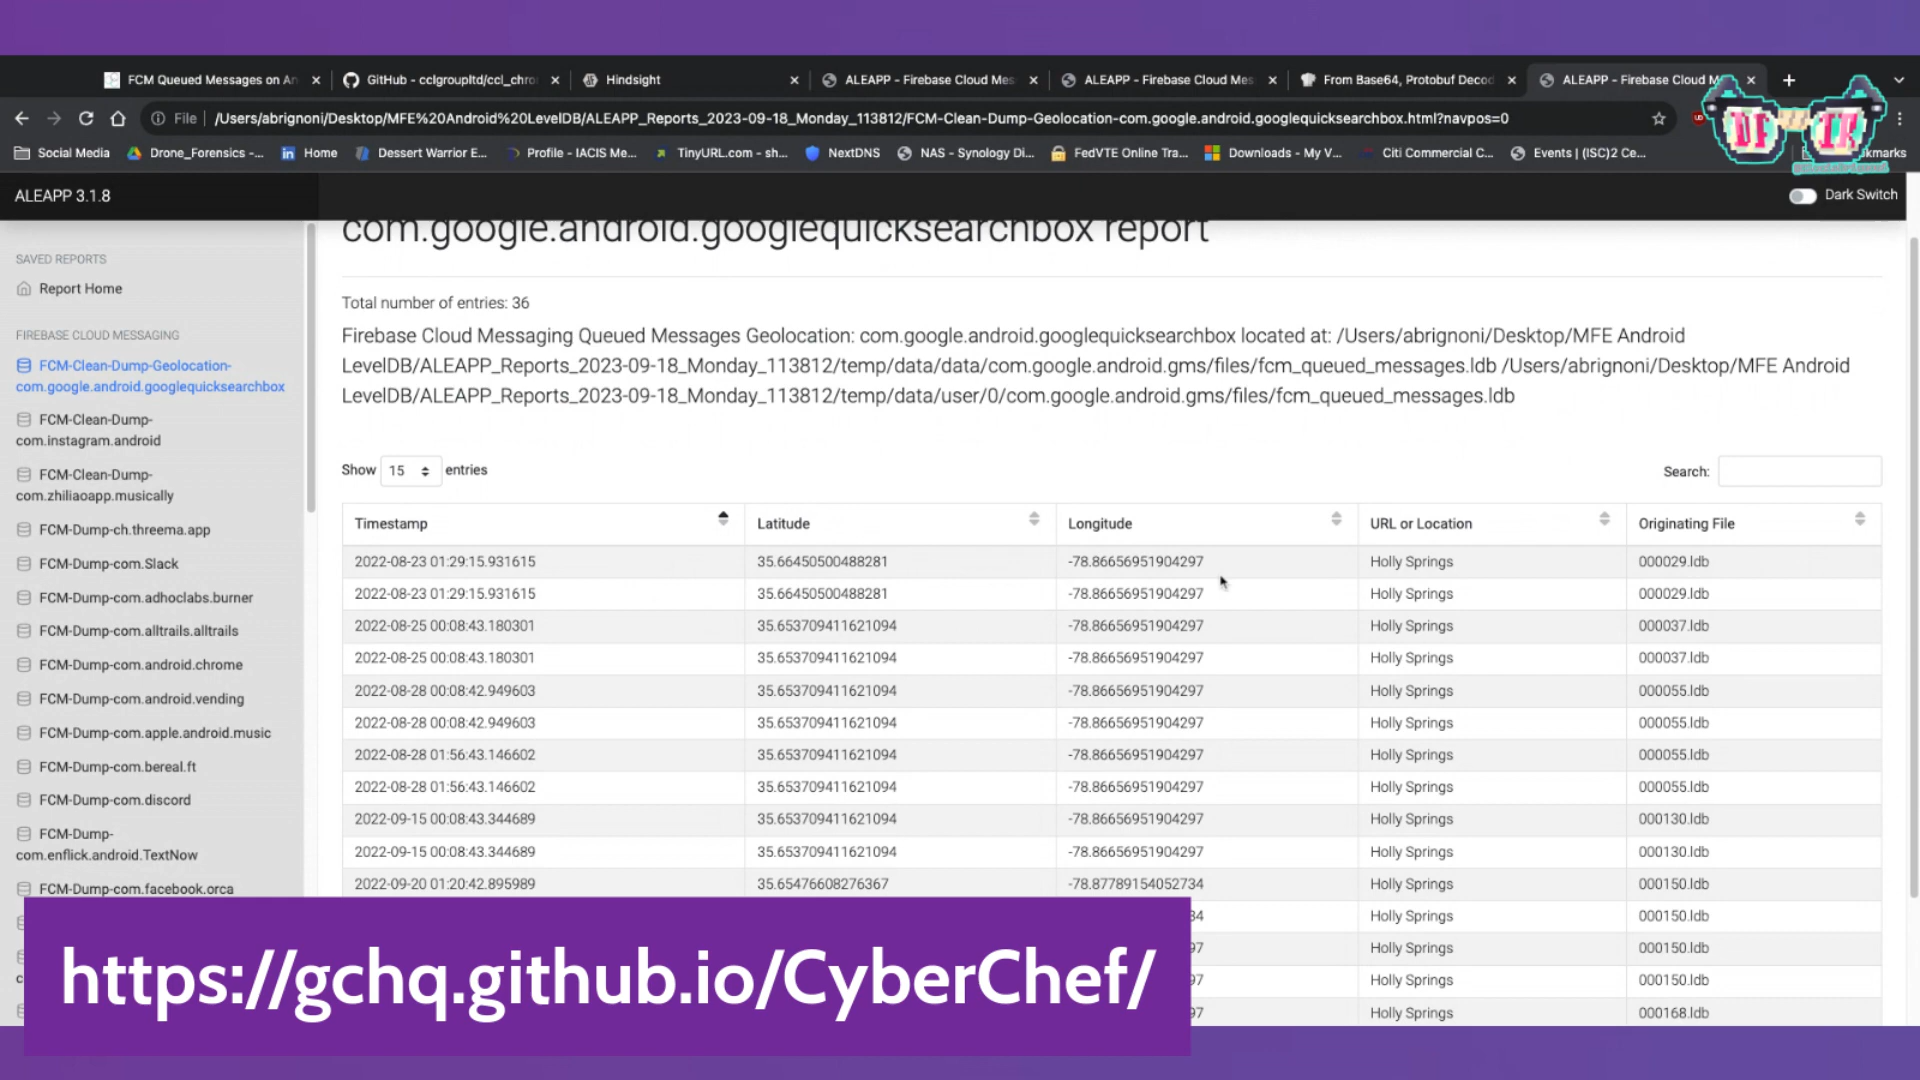 FCM Queued Messages on An
GitHub - cclgroupltd/ccl_chro
Hindsight
ALEAPP - Firebase Cloud Mes
ALEAPP - Firebase Cloud Mes
From Base64, Protobuf Decod
ALEAPP - Firebase Cloud M
File /Users/abrignoni/Desktop/MFE%20Android%20LevelDB/ALEAPP_Reports_2023-09-18_Monday_113812/FCM-Clean-Dump-Geolocation-com.google.android.googlequicksearchbox.html?navpos=0
Social Media
Drone_Forensics -...
Home
Dessert Warrior E...
Profile - IACIS Me...
TinyURL.com - sh...
NextDNS
NAS - Synology Di...
FedVTE Online Tra...
Downloads - My V...
Citi Commercial C...
Events | (ISC)2 Ce...
kmarks
DF IR
ALEAPP 3.1.8
Dark Switch
SAVED REPORTS
Report Home
FIREBASE CLOUD MESSAGING
FCM-Clean-Dump-Geolocation-
com.google.android.googlequicksearchbox
FCM-Clean-Dump-
com.instagram.android
FCM-Clean-Dump-
com.zhiliaoapp.musically
FCM-Dump-ch.threema.app
FCM-Dump-com.Slack
FCM-Dump-com.adhoclabs.burner
FCM-Dump-com.alltrails.alltrails
FCM-Dump-com.android.chrome
FCM-Dump-com.android.vending
FCM-Dump-com.apple.android.music
FCM-Dump-com.bereal.ft
FCM-Dump-com.discord
FCM-Dump-
com.enflick.android.TextNow
FCM-Dump-com.facebook.orca
com.google.android.googlequicksearchbox report
Total number of entries: 36
Firebase Cloud Messaging Queued Messages Geolocation: com.google.android.googlequicksearchbox located at: /Users/abrignoni/Desktop/MFE Android
LevelDB/ALEAPP_Reports_2023-09-18_Monday_113812/temp/data/data/com.google.android.gms/files/fcm_queued_messages.ldb /Users/abrignoni/Desktop/MFE Android
LevelDB/ALEAPP_Reports_2023-09-18_Monday_113812/temp/data/user/0/com.google.android.gms/files/fcm_queued_messages.ldb
Show 15 entries
Search:
Timestamp Latitude Longitude URL or Location Originating File
2022-08-23 01:29:15.931615 35.66450500488281 -78.86656951904297 Holly Springs 000029.ldb
2022-08-23 01:29:15.931615 35.66450500488281 -78.86656951904297 Holly Springs 000029.ldb
2022-08-25 00:08:43.180301 35.653709411621094 -78.86656951904297 Holly Springs 000037.ldb
2022-08-25 00:08:43.180301 35.653709411621094 -78.86656951904297 Holly Springs 000037.ldb
2022-08-28 00:08:42.949603 35.653709411621094 -78.86656951904297 Holly Springs 000055.ldb
2022-08-28 00:08:42.949603 35.653709411621094 -78.86656951904297 Holly Springs 000055.ldb
2022-08-28 01:56:43.146602 35.653709411621094 -78.86656951904297 Holly Springs 000055.ldb
2022-08-28 01:56:43.146602 35.653709411621094 -78.86656951904297 Holly Springs 000055.ldb
2022-09-15 00:08:43.344689 35.653709411621094 -78.86656951904297 Holly Springs 000130.ldb
2022-09-15 00:08:43.344689 35.653709411621094 -78.86656951904297 Holly Springs 000130.ldb
2022-09-20 01:20:42.895989 35.65476608276367 -78.87789154052734 Holly Springs 000150.ldb
34 Holly Springs 000150.ldb
97 Holly Springs 000150.ldb
97 Holly Springs 000150.ldb
97 Holly Springs 000168.ldb
https://gchq.github.io/CyberChef/